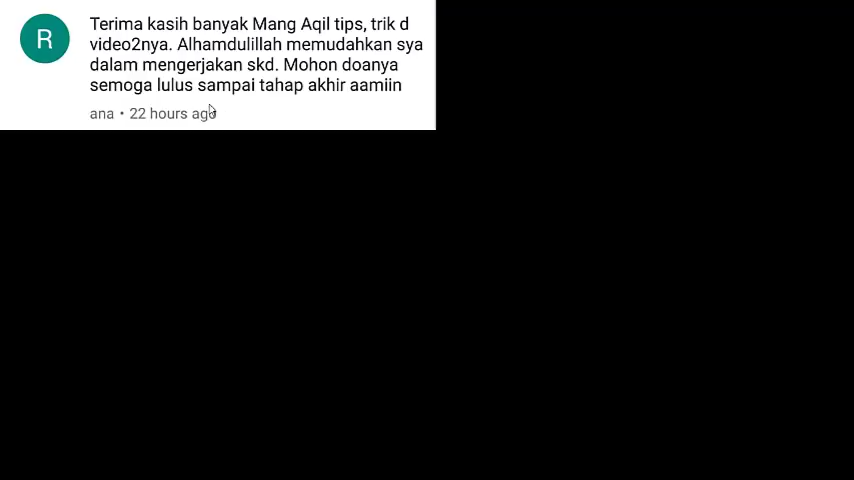 R
Terima kasih banyak Mang Aqil tips, trik d
video2nya. Alhamdulillah memudahkan sya
dalam mengerjakan skd. Mohon doanya
semoga lulus sampai tahap akhir aamiin
ana • 22 hours ago